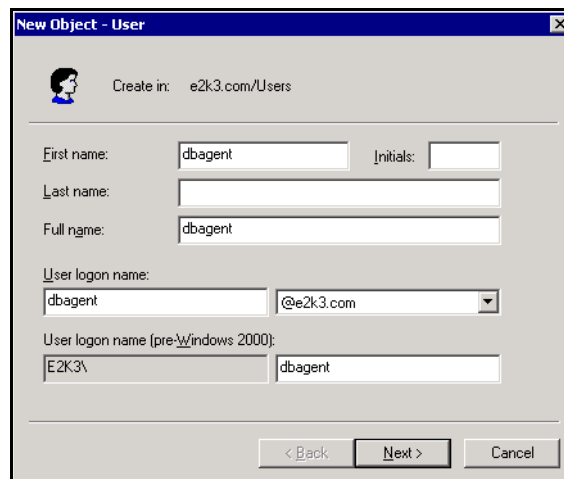 New Object - User
Create in: e2k3.com/Users
First name: dbagent Initials:
Last name:
Full name: dbagent
User logon name:
dbagent @e2k3.com
User logon name (pre-Windows 2000):
E2K3\ dbagent
< Back Next > Cancel